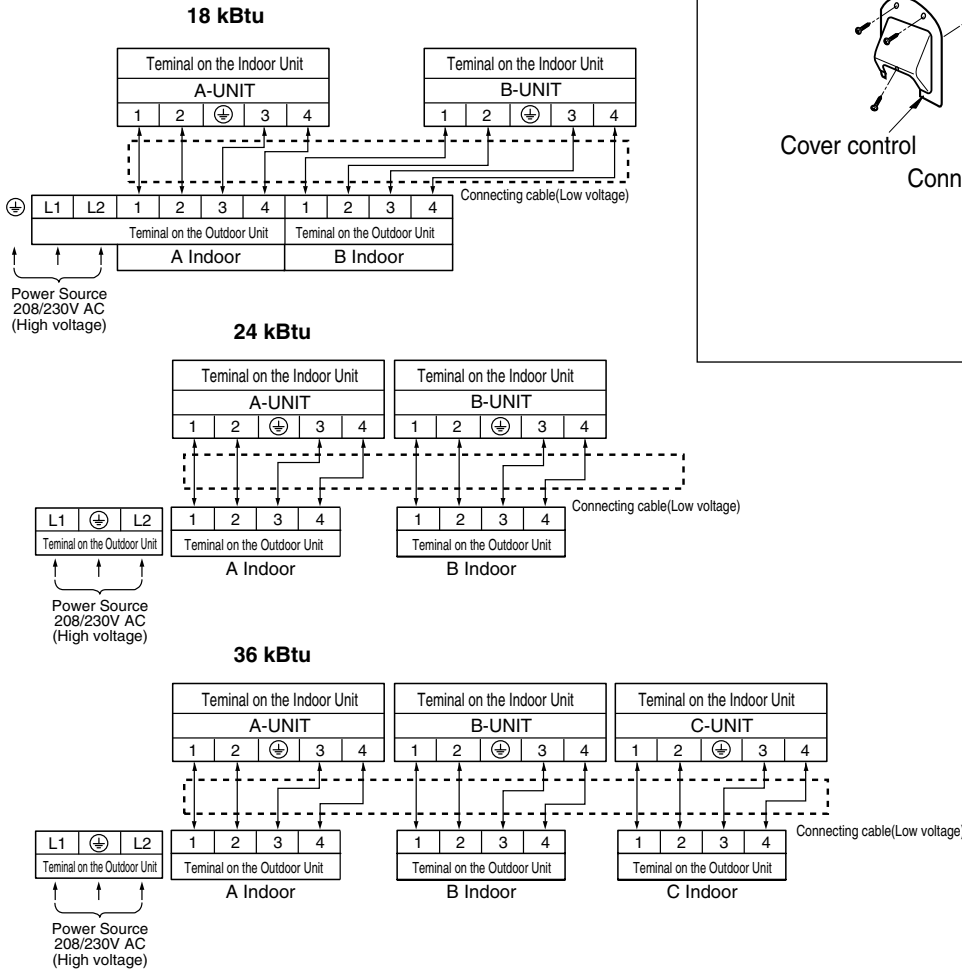 18 kBtu
Teminal on the Indoor Unit
A-UNIT
1 2 3 4
Teminal on the Indoor Unit
B-UNIT
1 2 3 4
Connecting cable(Low voltage)
L1 L2 1 2 3 4 1 2 3 4
Teminal on the Outdoor Unit Teminal on the Outdoor Unit
A Indoor B Indoor
Power Source
208/230V AC
(High voltage)
Cover control
Conn
24 kBtu
Teminal on the Indoor Unit
A-UNIT
1 2 3 4
Teminal on the Indoor Unit
B-UNIT
1 2 3 4
Connecting cable(Low voltage)
L1 L2
Teminal on the Outdoor Unit
1 2 3 4
Teminal on the Outdoor Unit
A Indoor
1 2 3 4
Teminal on the Outdoor Unit
B Indoor
Power Source
208/230V AC
(High voltage)
36 kBtu
Teminal on the Indoor Unit
A-UNIT
1 2 3 4
Teminal on the Indoor Unit
B-UNIT
1 2 3 4
Teminal on the Indoor Unit
C-UNIT
1 2 3 4
Connecting cable(Low voltage)
L1 L2
Teminal on the Outdoor Unit
1 2 3 4
Teminal on the Outdoor Unit
A Indoor
1 2 3 4
Teminal on the Outdoor Unit
B Indoor
1 2 3 4
Teminal on the Outdoor Unit
C Indoor
Power Source
208/230V AC
(High voltage)